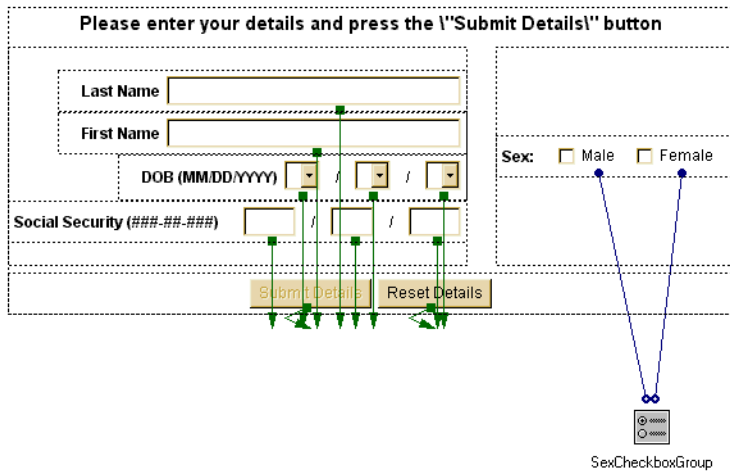 Please enter your details and press the \"Submit Details\" button
Last Name
First Name
DOB (MM/DD/YYYY) / /
Social Security (###-##-###) / /
Sex: Male Female
Submit Details Reset Details
SexCheckboxGroup